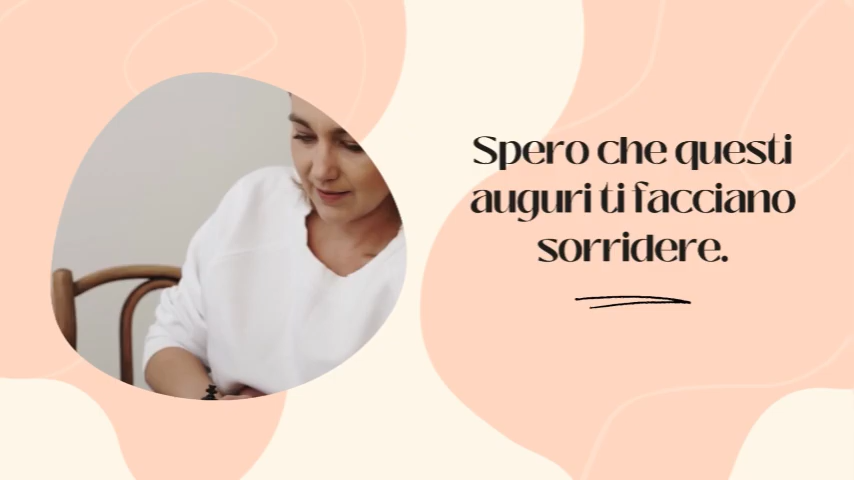 Spero che questi
auguri ti facciano
sorridere.